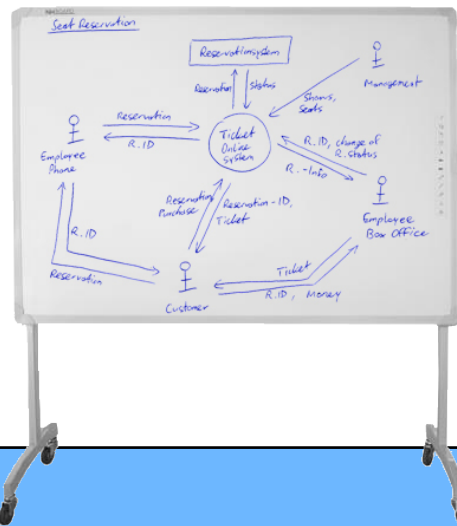 Seat Reservation
Reservationsystem
Management
Reservation
Status
Shows,
Seats
Reservation
R.ID
Ticket
Online
System
R.ID, change of
R.status
R.-Info
Employee
Phone
Reservation
Purchase
Reservation-ID,
Ticket
Employee
Box Office
R.ID
Reservation
Customer
Ticket
R.ID, Money